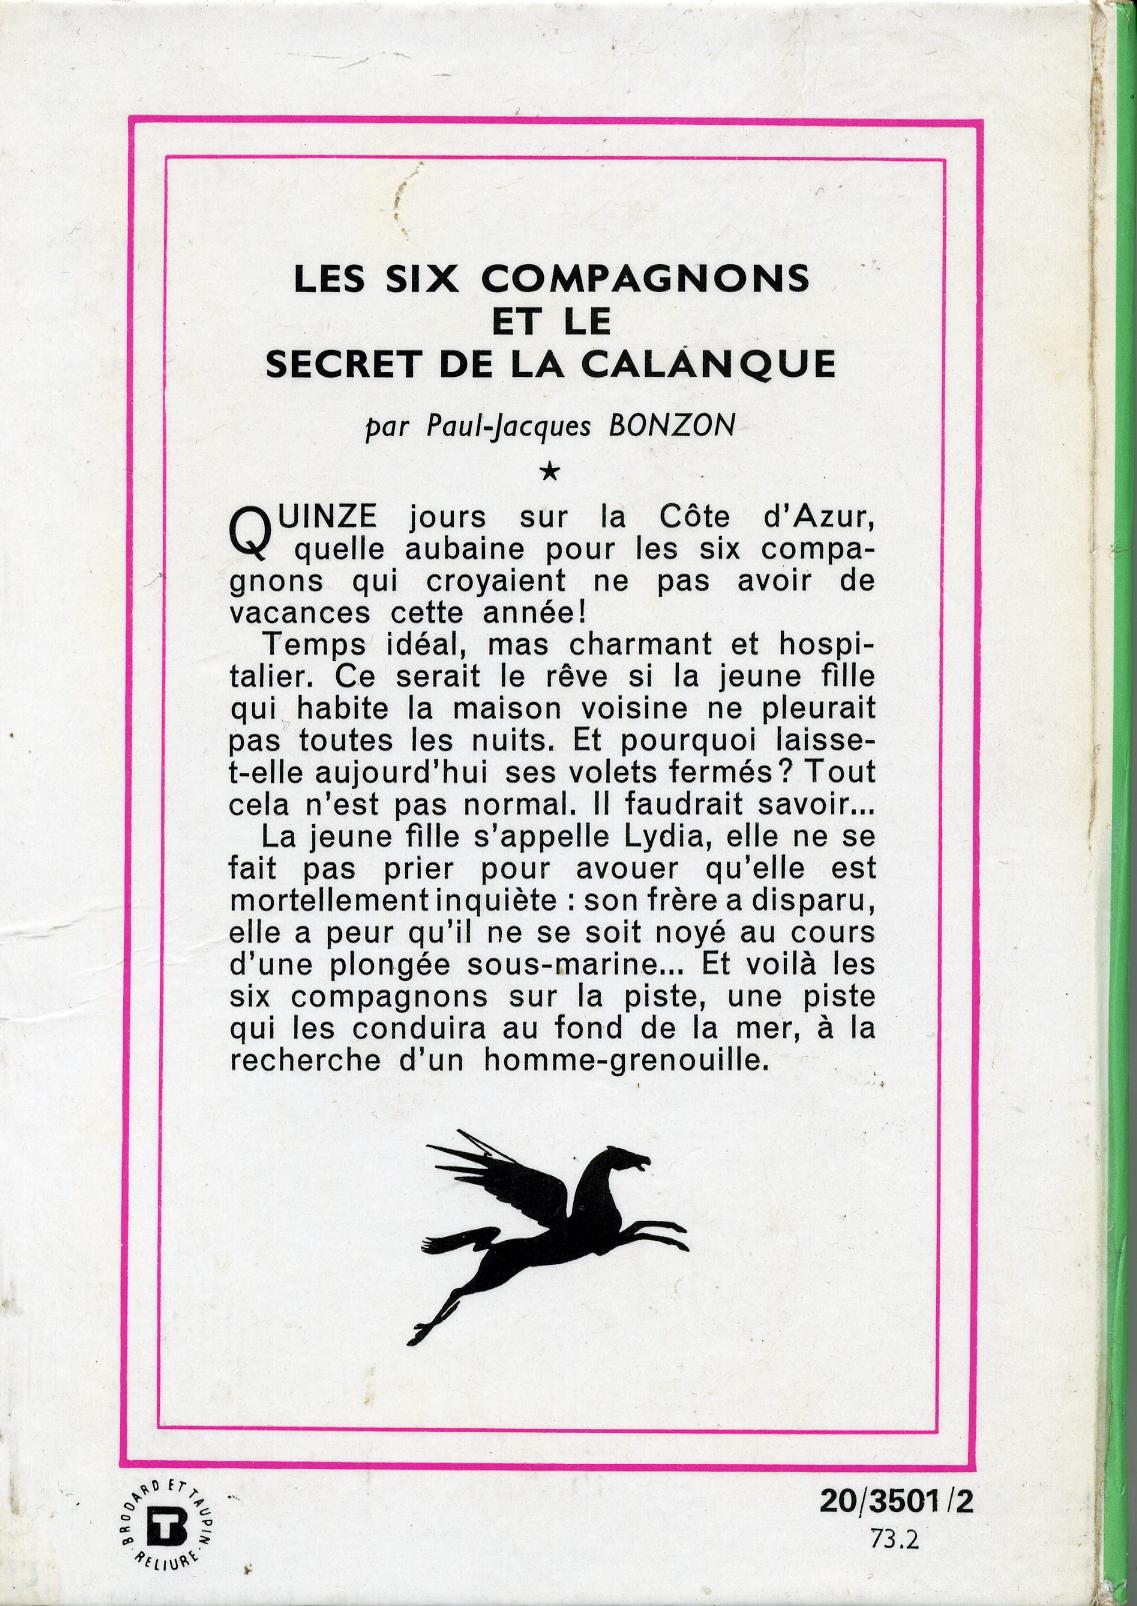 LES SIX COMPAGNONS
ET LE
SECRET DE LA CALANQUE
par Paul-Jacques BONZON
★
QUINZE jours sur la Côte d'Azur,
quelle aubaine pour les six compa-
gnons qui croyaient ne pas avoir de
vacances cette année!
Temps idéal, mas charmant et hospi-
talier. Ce serait le rêve si la jeune fille
qui habite la maison voisine ne pleurait
pas toutes les nuits. Et pourquoi laisse-
t-elle aujourd'hui ses volets fermés? Tout
cela n'est pas normal. Il faudrait savoir...
La jeune fille s'appelle Lydia, elle ne se
fait pas prier pour avouer qu'elle est
mortellement inquiète : son frère a disparu,
elle a peur qu'il ne se soit noyé au cours
d'une plongée sous-marine... Et voilà les
six compagnons sur la piste, une piste
qui les conduira au fond de la mer, à la
recherche d'un homme-grenouille.
BRODARD ET TAUPIN
BT
RELIURE
20/3501/2
73.2